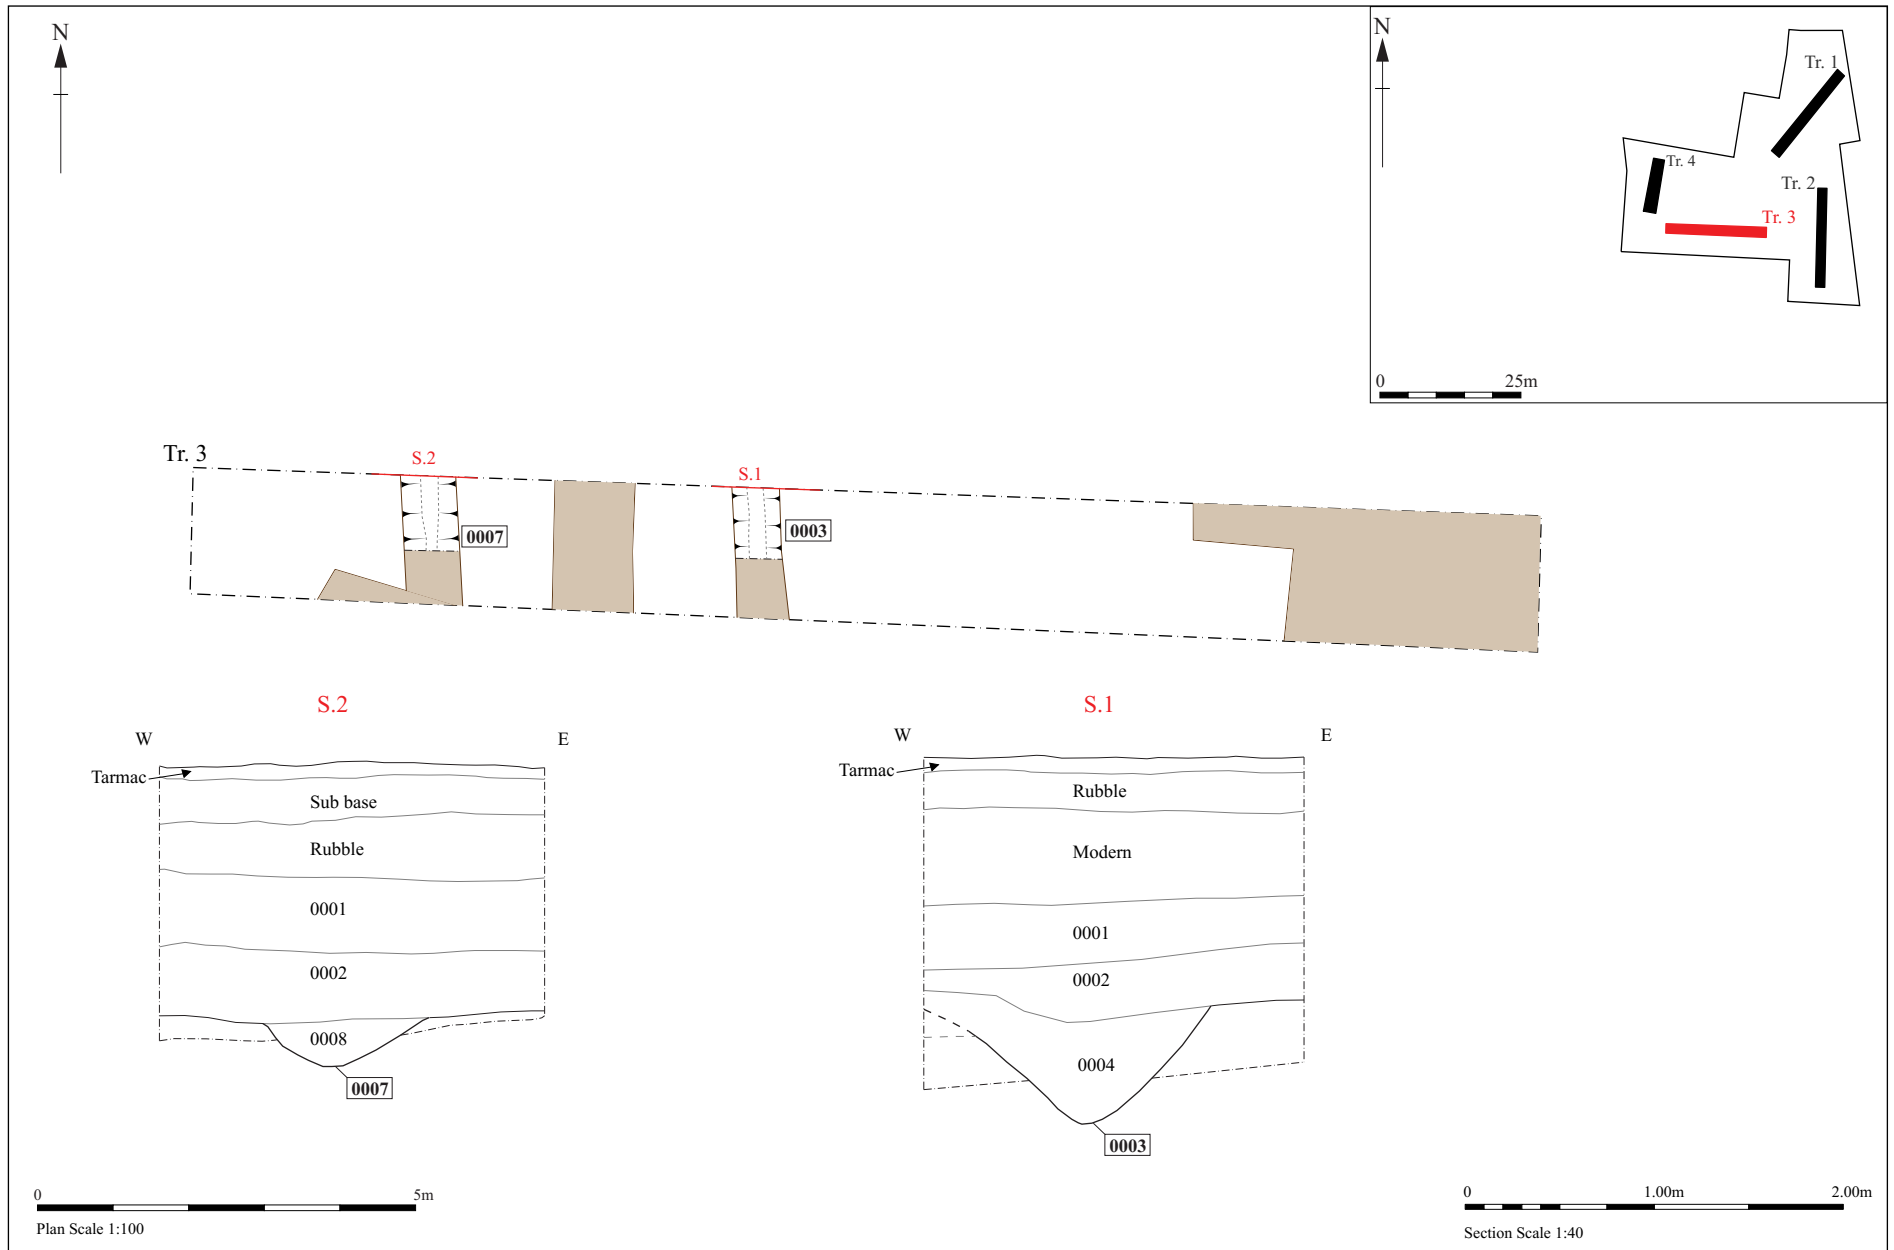 N
N
Tr. 1
Tr. 4
Tr. 2
Tr. 3
0 25m
Tr. 3
S.2
S.1
0007
0003
S.2
S.1
W E
W E
Tarmac
Sub base
Rubble
0001
0002
0008
0007
Tarmac
Rubble
Modern
0001
0002
0004
0003
0 5m
Plan Scale 1:100
0 1.00m 2.00m
Section Scale 1:40